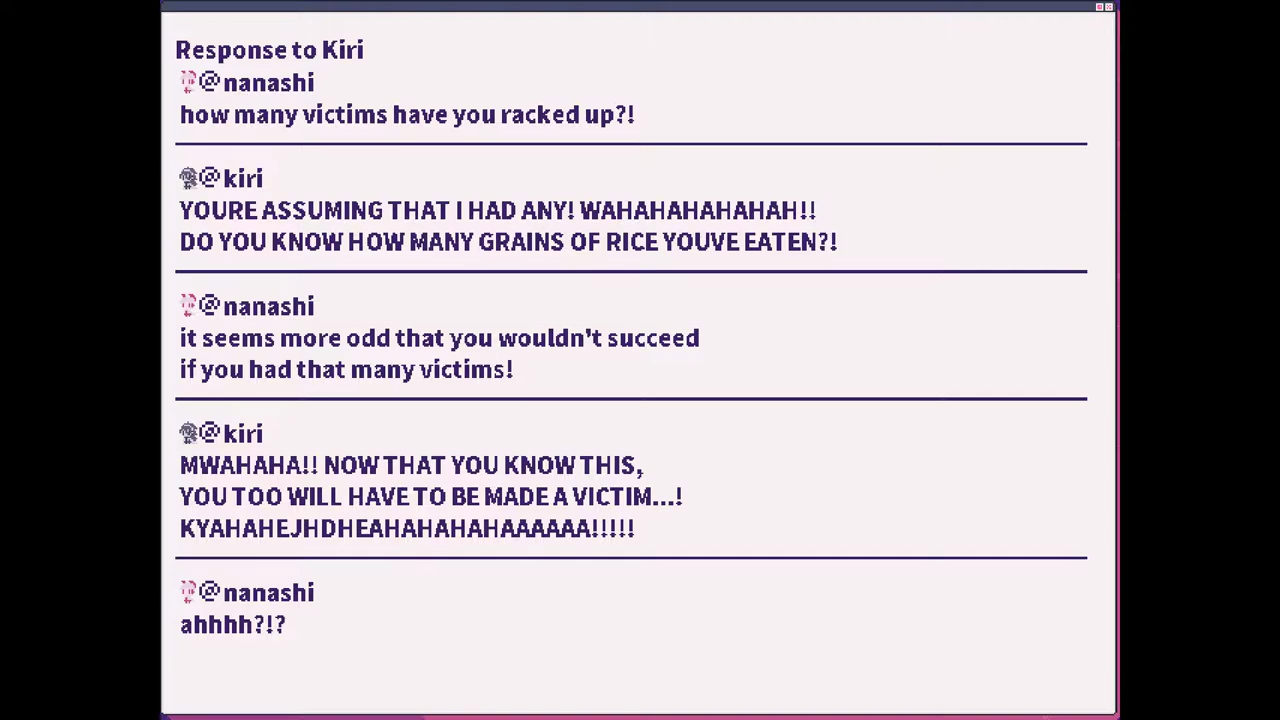 Response to Kiri
@nanashi
how many victims have you racked up?!
@kiri
YOURE ASSUMING THAT I HAD ANY! WAHAHAHAHAHAH!!
DO YOU KNOW HOW MANY GRAINS OF RICE YOUVE EATEN?!
@nanashi
it seems more odd that you wouldn't succeed
if you had that many victims!
@kiri
MWAHAHA!! NOW THAT YOU KNOW THIS,
YOU TOO WILL HAVE TO BE MADE A VICTIM...!
KYAHAHEJHDHEAHAHAHAHAAAAAA!!!!!
@nanashi
ahhhh?!?